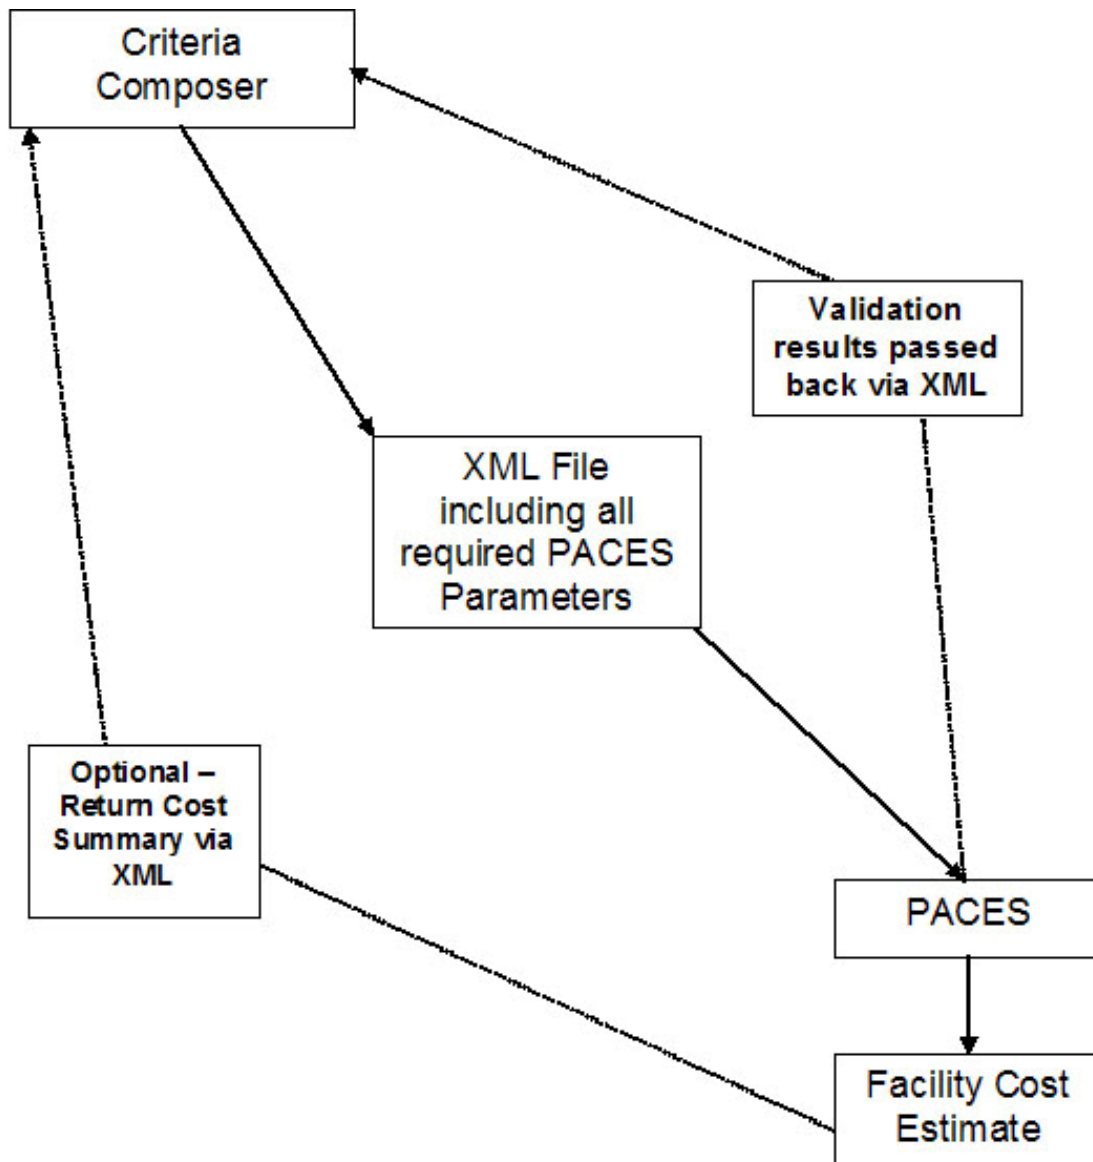 Criteria
Composer
Validation
results passed
back via XML
XML File
including all
required PACES
Parameters
Optional –
Return Cost
Summary via
XML
PACES
Facility Cost
Estimate